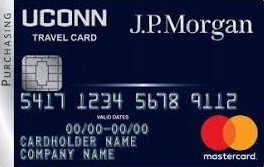 PURCHASING
UCONN
TRAVEL CARD
J.P.Morgan
5417 1234 5678 9112
VALID DATES
00/00-00/00
CARDHOLDER NAME
COMPANY NAME
mastercard